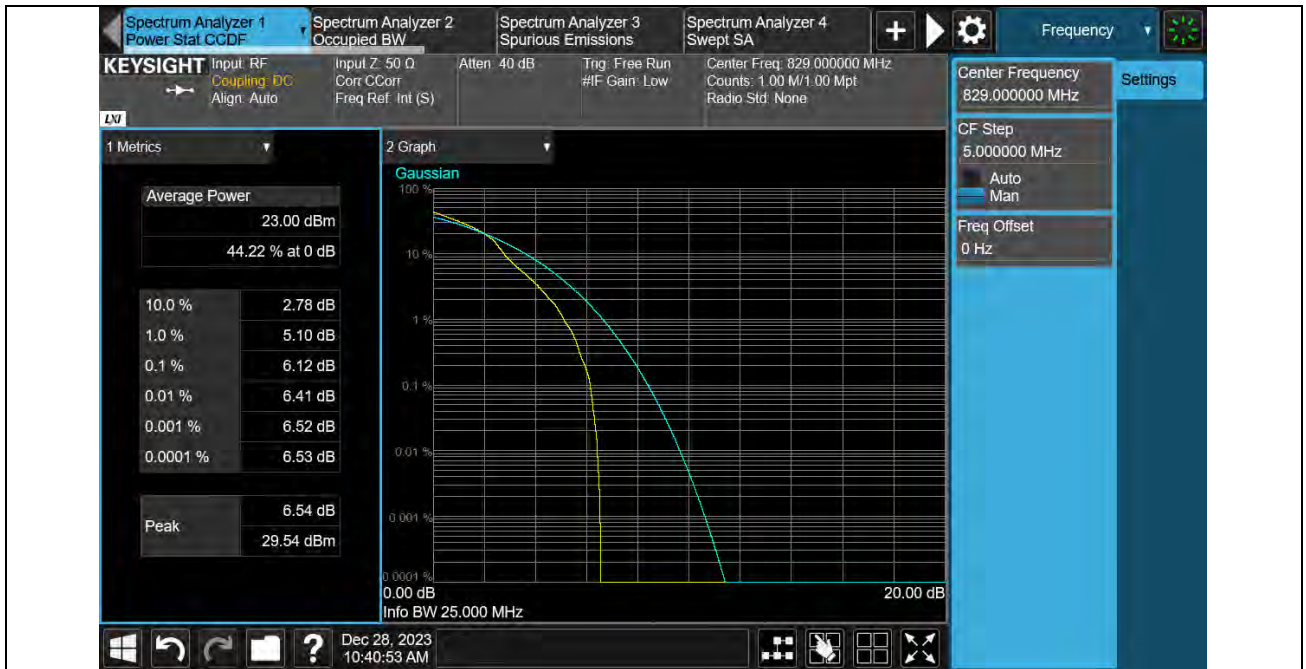 Spectrum Analyzer 1
Power Stat CCDF
Spectrum Analyzer 2
Occupied BW
Spectrum Analyzer 3
Spurious Emissions
Spectrum Analyzer 4
Swept SA
+
Frequency
KEYSIGHT
LXI
Input: RF
Coupling: DC
Align: Auto
Input Z: 50 Ω
Corr CCorr
Freq Ref: Int (S)
Atten: 40 dB
Trig: Free Run
#IF Gain: Low
Center Freq: 829.000000 MHz
Counts: 1.00 M/1.00 Mpt
Radio Std: None
Center Frequency
829.000000 MHz
Settings
CF Step
5.000000 MHz
Auto
Man
Freq Offset
0 Hz
1 Metrics
Average Power
23.00 dBm
44.22 % at 0 dB
10.0 % 2.78 dB
1.0 % 5.10 dB
0.1 % 6.12 dB
0.01 % 6.41 dB
0.001 % 6.52 dB
0.0001 % 6.53 dB
Peak
6.54 dB
29.54 dBm
2 Graph
Gaussian
100 %
10 %
1 %
0.1 %
0.01 %
0.001 %
0.0001 %
0.00 dB
20.00 dB
Info BW 25.000 MHz
?
Dec 28, 2023
10:40:53 AM